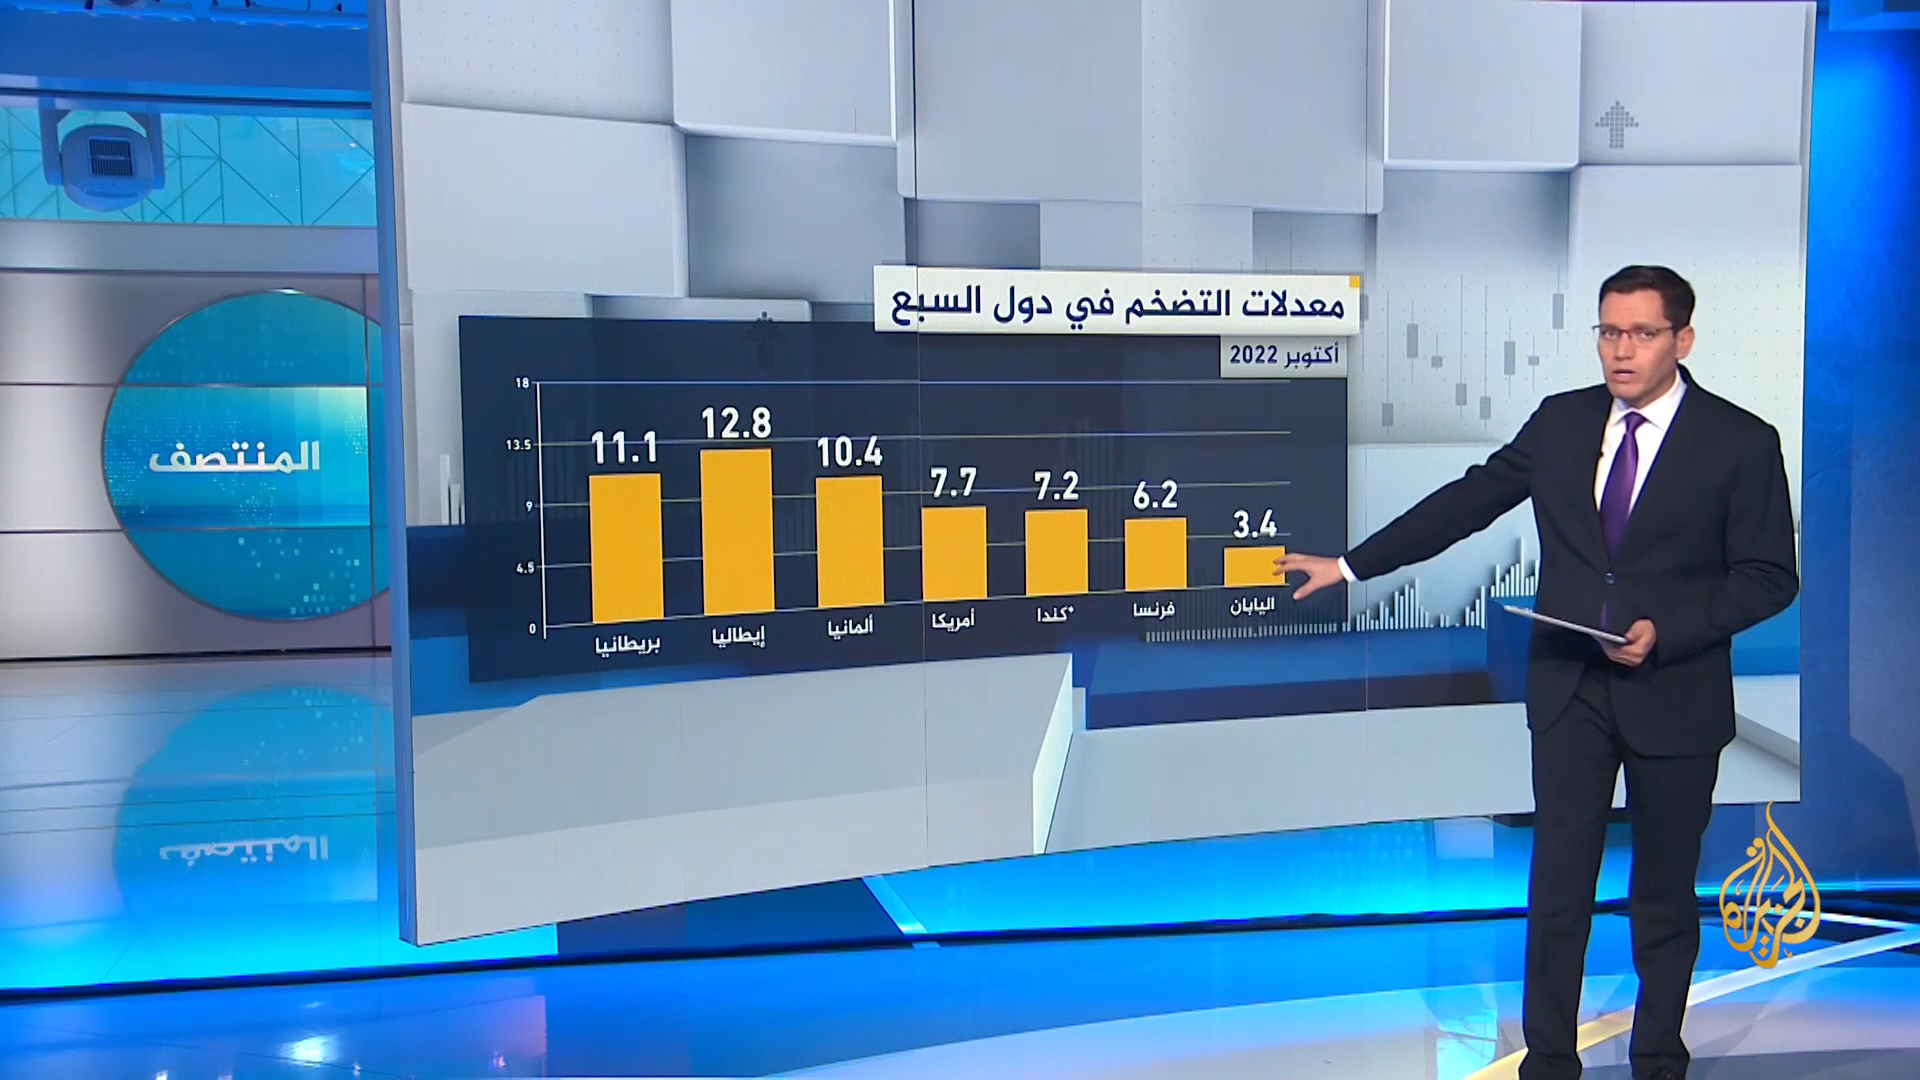 معدلات التضخم في دول السبع
أكتوبر 2022
18
13.5
9
4.5
0
11.1
12.8
10.4
7.7
7.2
6.2
3.4
بريطانيا
إيطاليا
ألمانيا
أمريكا
كندا*
فرنسا
اليابان
المنتصف
الجزيرة